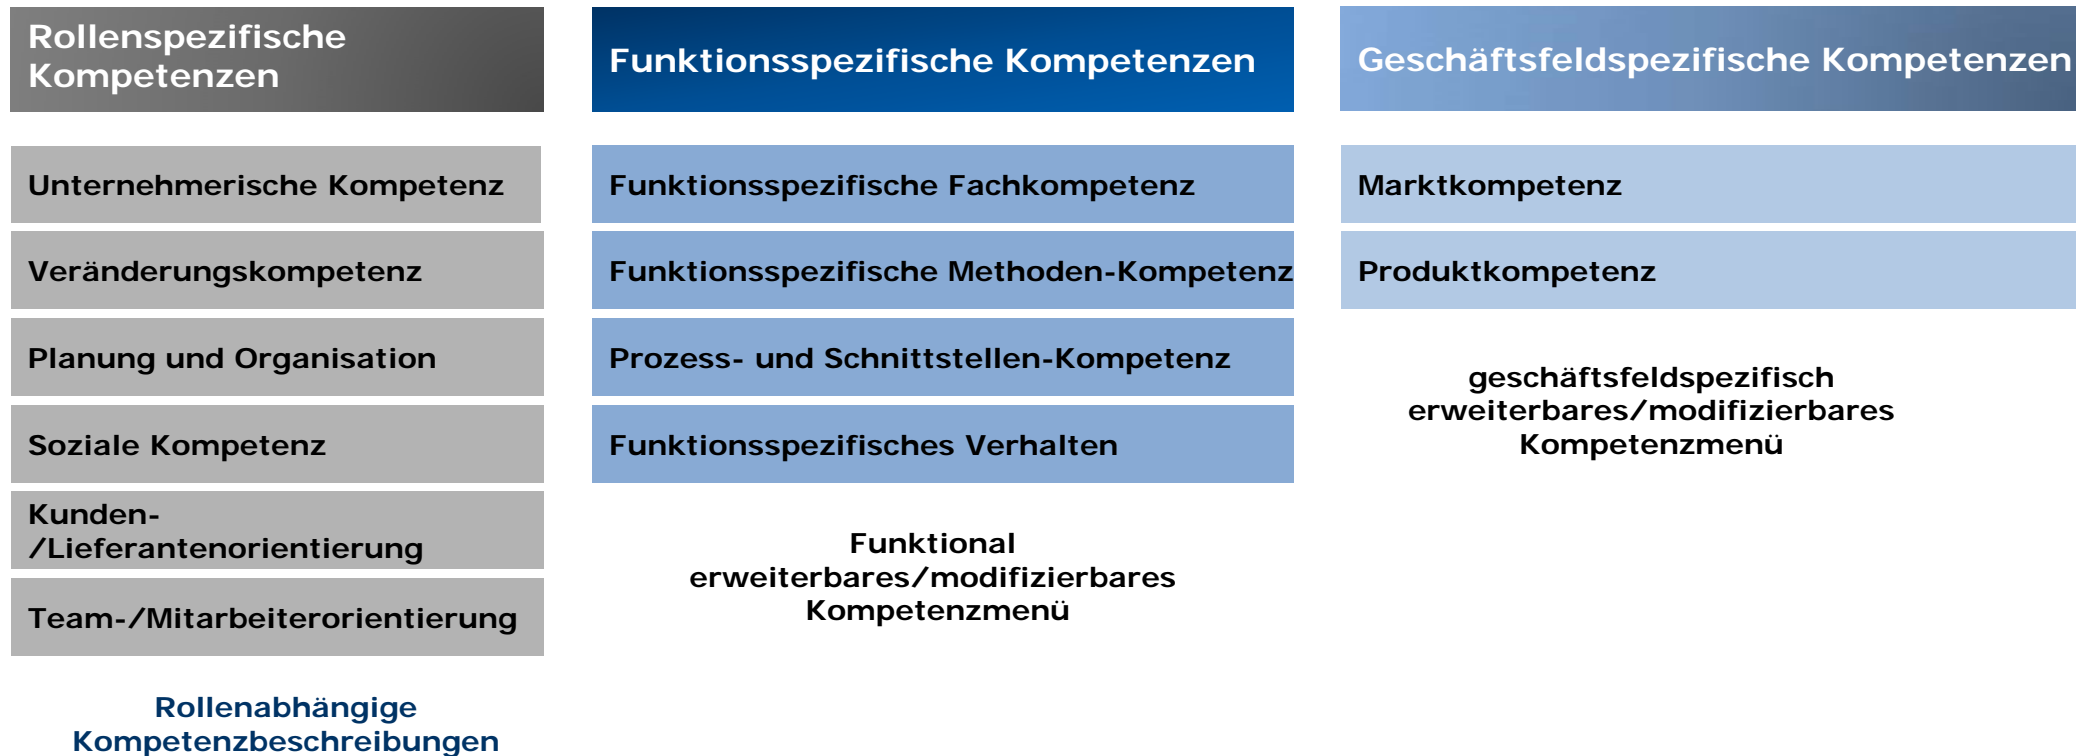 Rollenspezifische
Kompetenzen
Unternehmerische Kompetenz
Veränderungskompetenz
Planung und Organisation
Soziale Kompetenz
Kunden-
/Lieferantenorientierung
Team-/Mitarbeiterorientierung
Rollenabhängige
Kompetenzbeschreibungen
Funktionsspezifische Kompetenzen
Funktionsspezifische Fachkompetenz
Funktionsspezifische Methoden-Kompetenz
Prozess- und Schnittstellen-Kompetenz
Funktionsspezifisches Verhalten
Funktional
erweiterbares/modifizierbares
Kompetenzmenü
Geschäftsfeldspezifische Kompetenzen
Marktkompetenz
Produktkompetenz
geschäftsfeldspezifisch
erweiterbares/modifizierbares
Kompetenzmenü